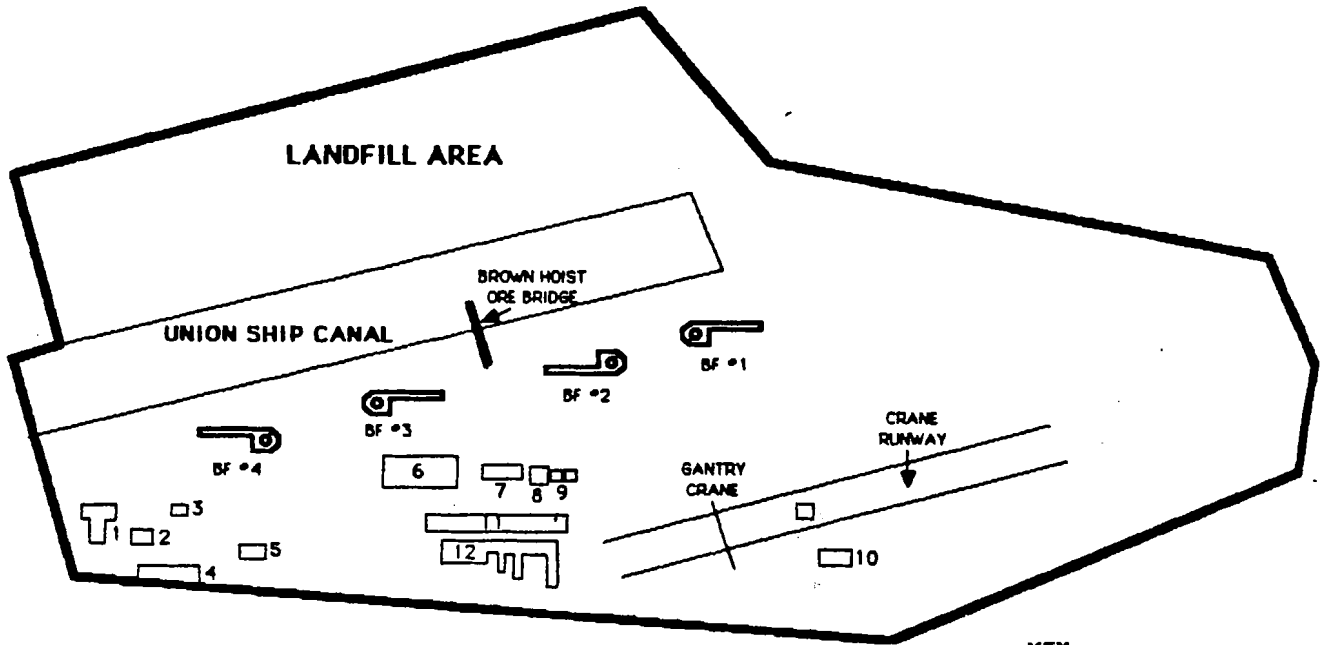 LANDFILL AREA
BROWN HOIST
ORE BRIDGE
UNION SHIP CANAL
BF #1
BF #2
BF #3
BF #4
CRANE
RUNWAY
GANTRY
CRANE
6
7
8
9
3
1
2
5
4
12
10